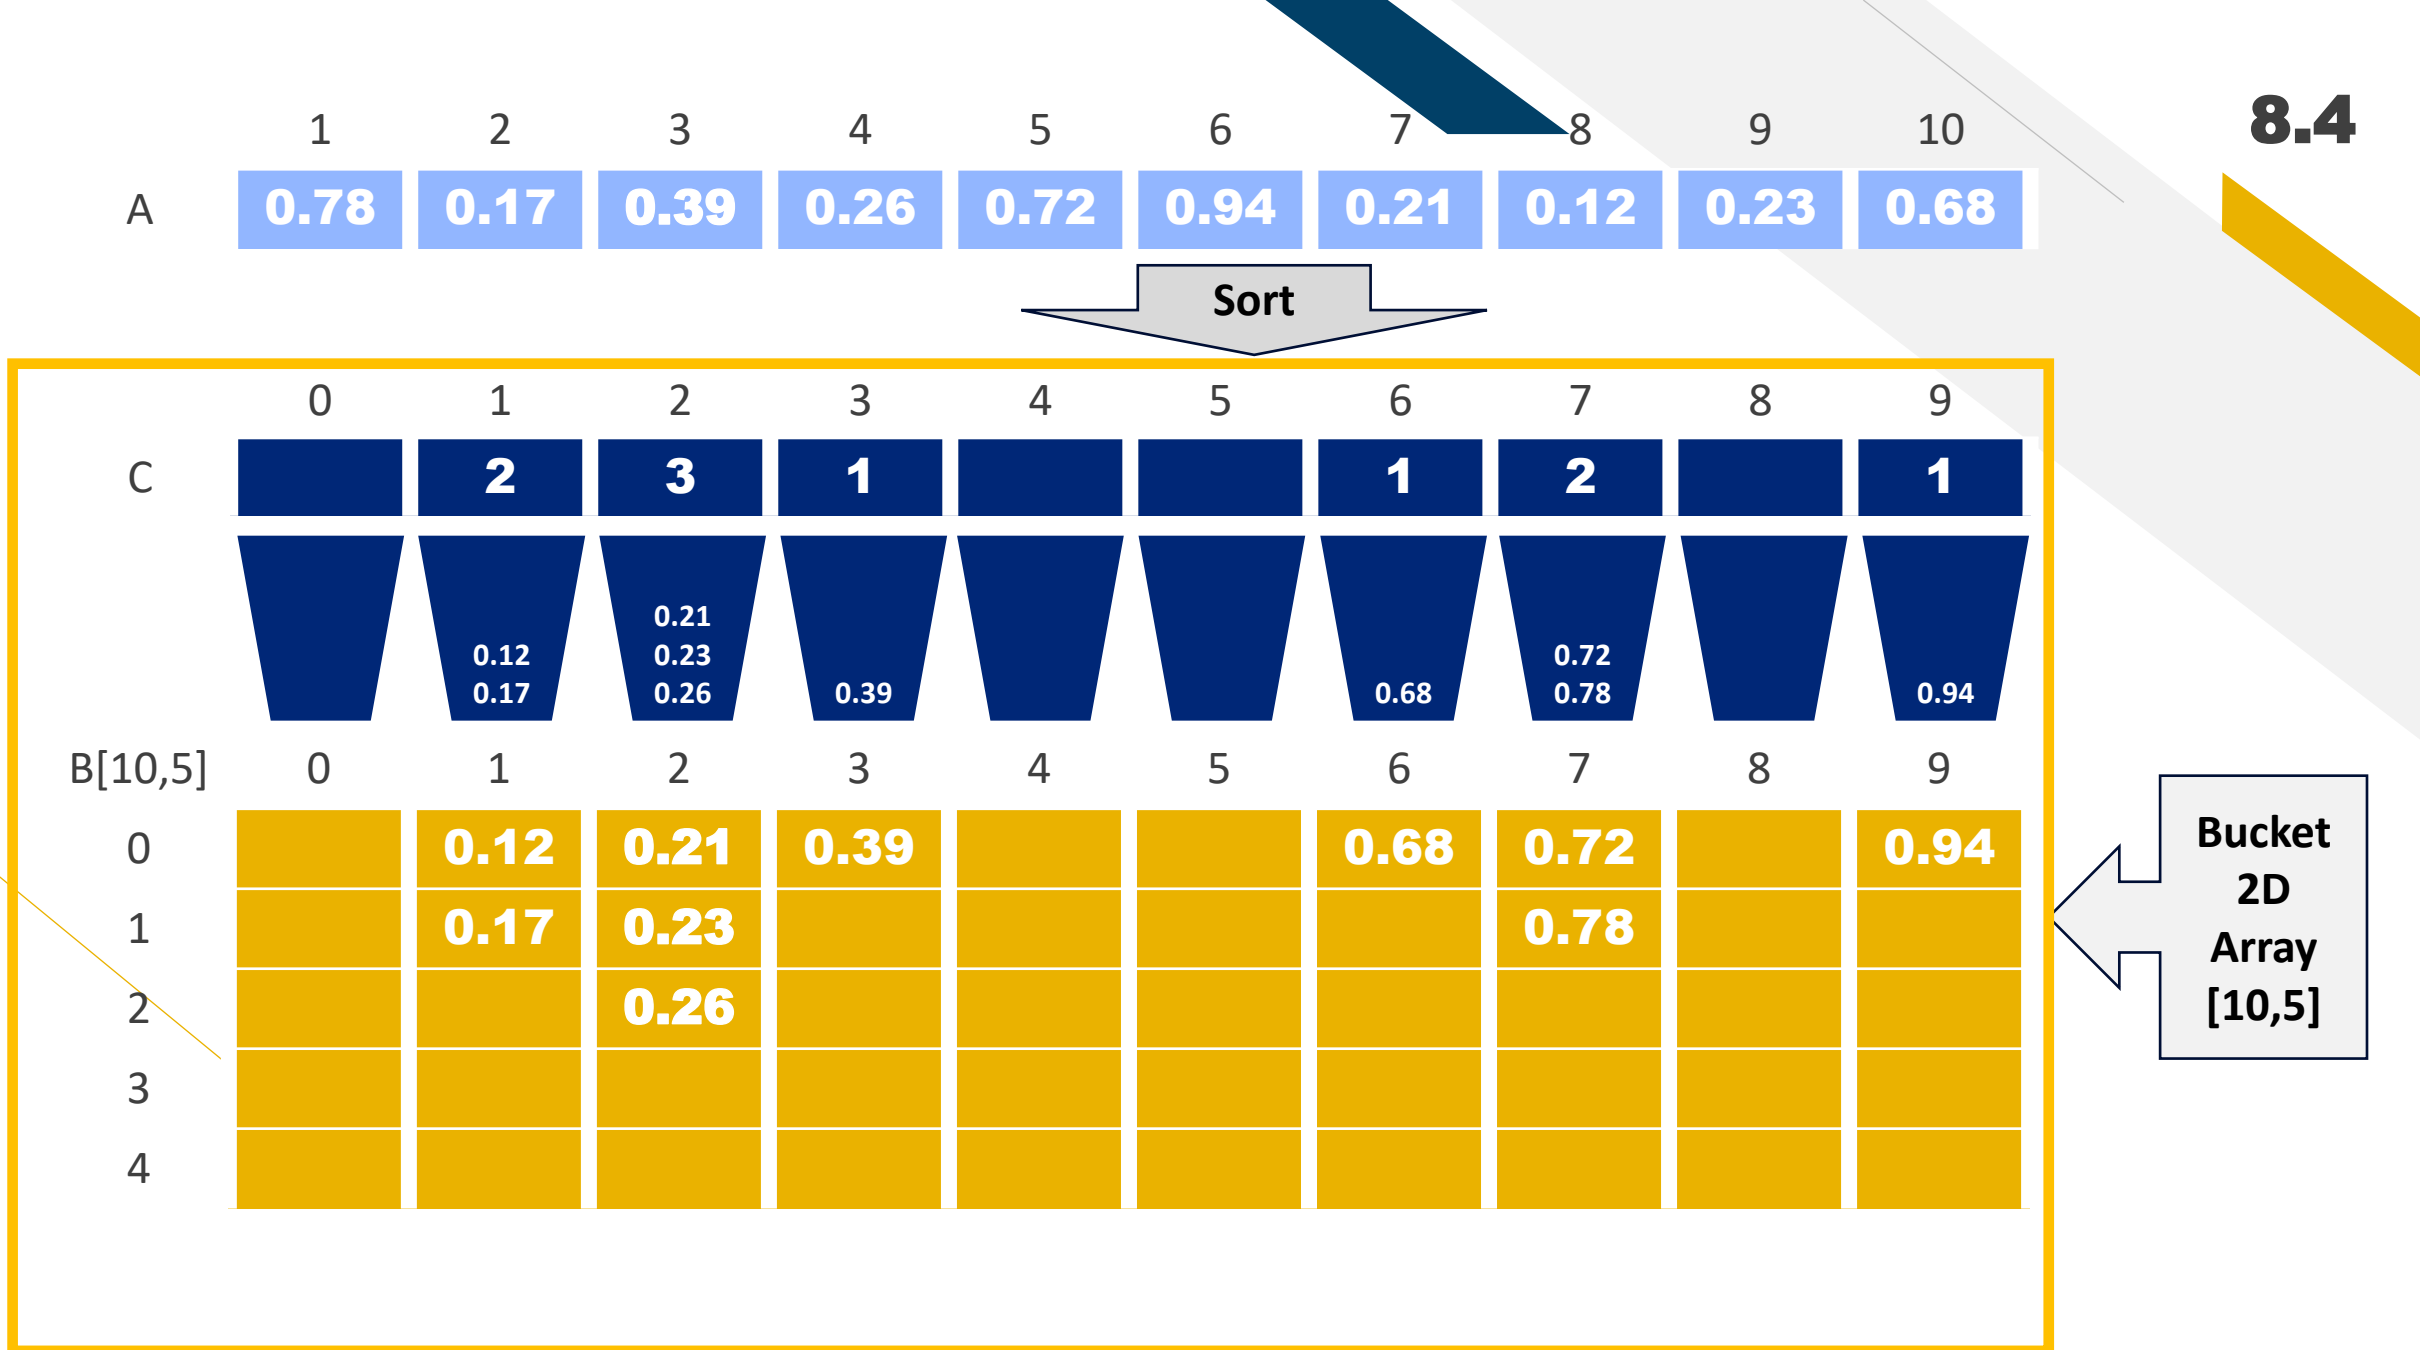 8.4
1 2 3 4 5 6 7 8 9 10
A 0.78 0.17 0.39 0.26 0.72 0.94 0.21 0.12 0.23 0.68
Sort
0 1 2 3 4 5 6 7 8 9
C 2 3 1 1 2 1
0.21
0.12 0.23 0.72
0.17 0.26 0.39 0.68 0.78 0.94
B[10,5] 0 1 2 3 4 5 6 7 8 9
0 0.12 0.21 0.39 0.68 0.72 0.94
1 0.17 0.23 0.78
2 0.26
3
4
Bucket
2D
Array
[10,5]